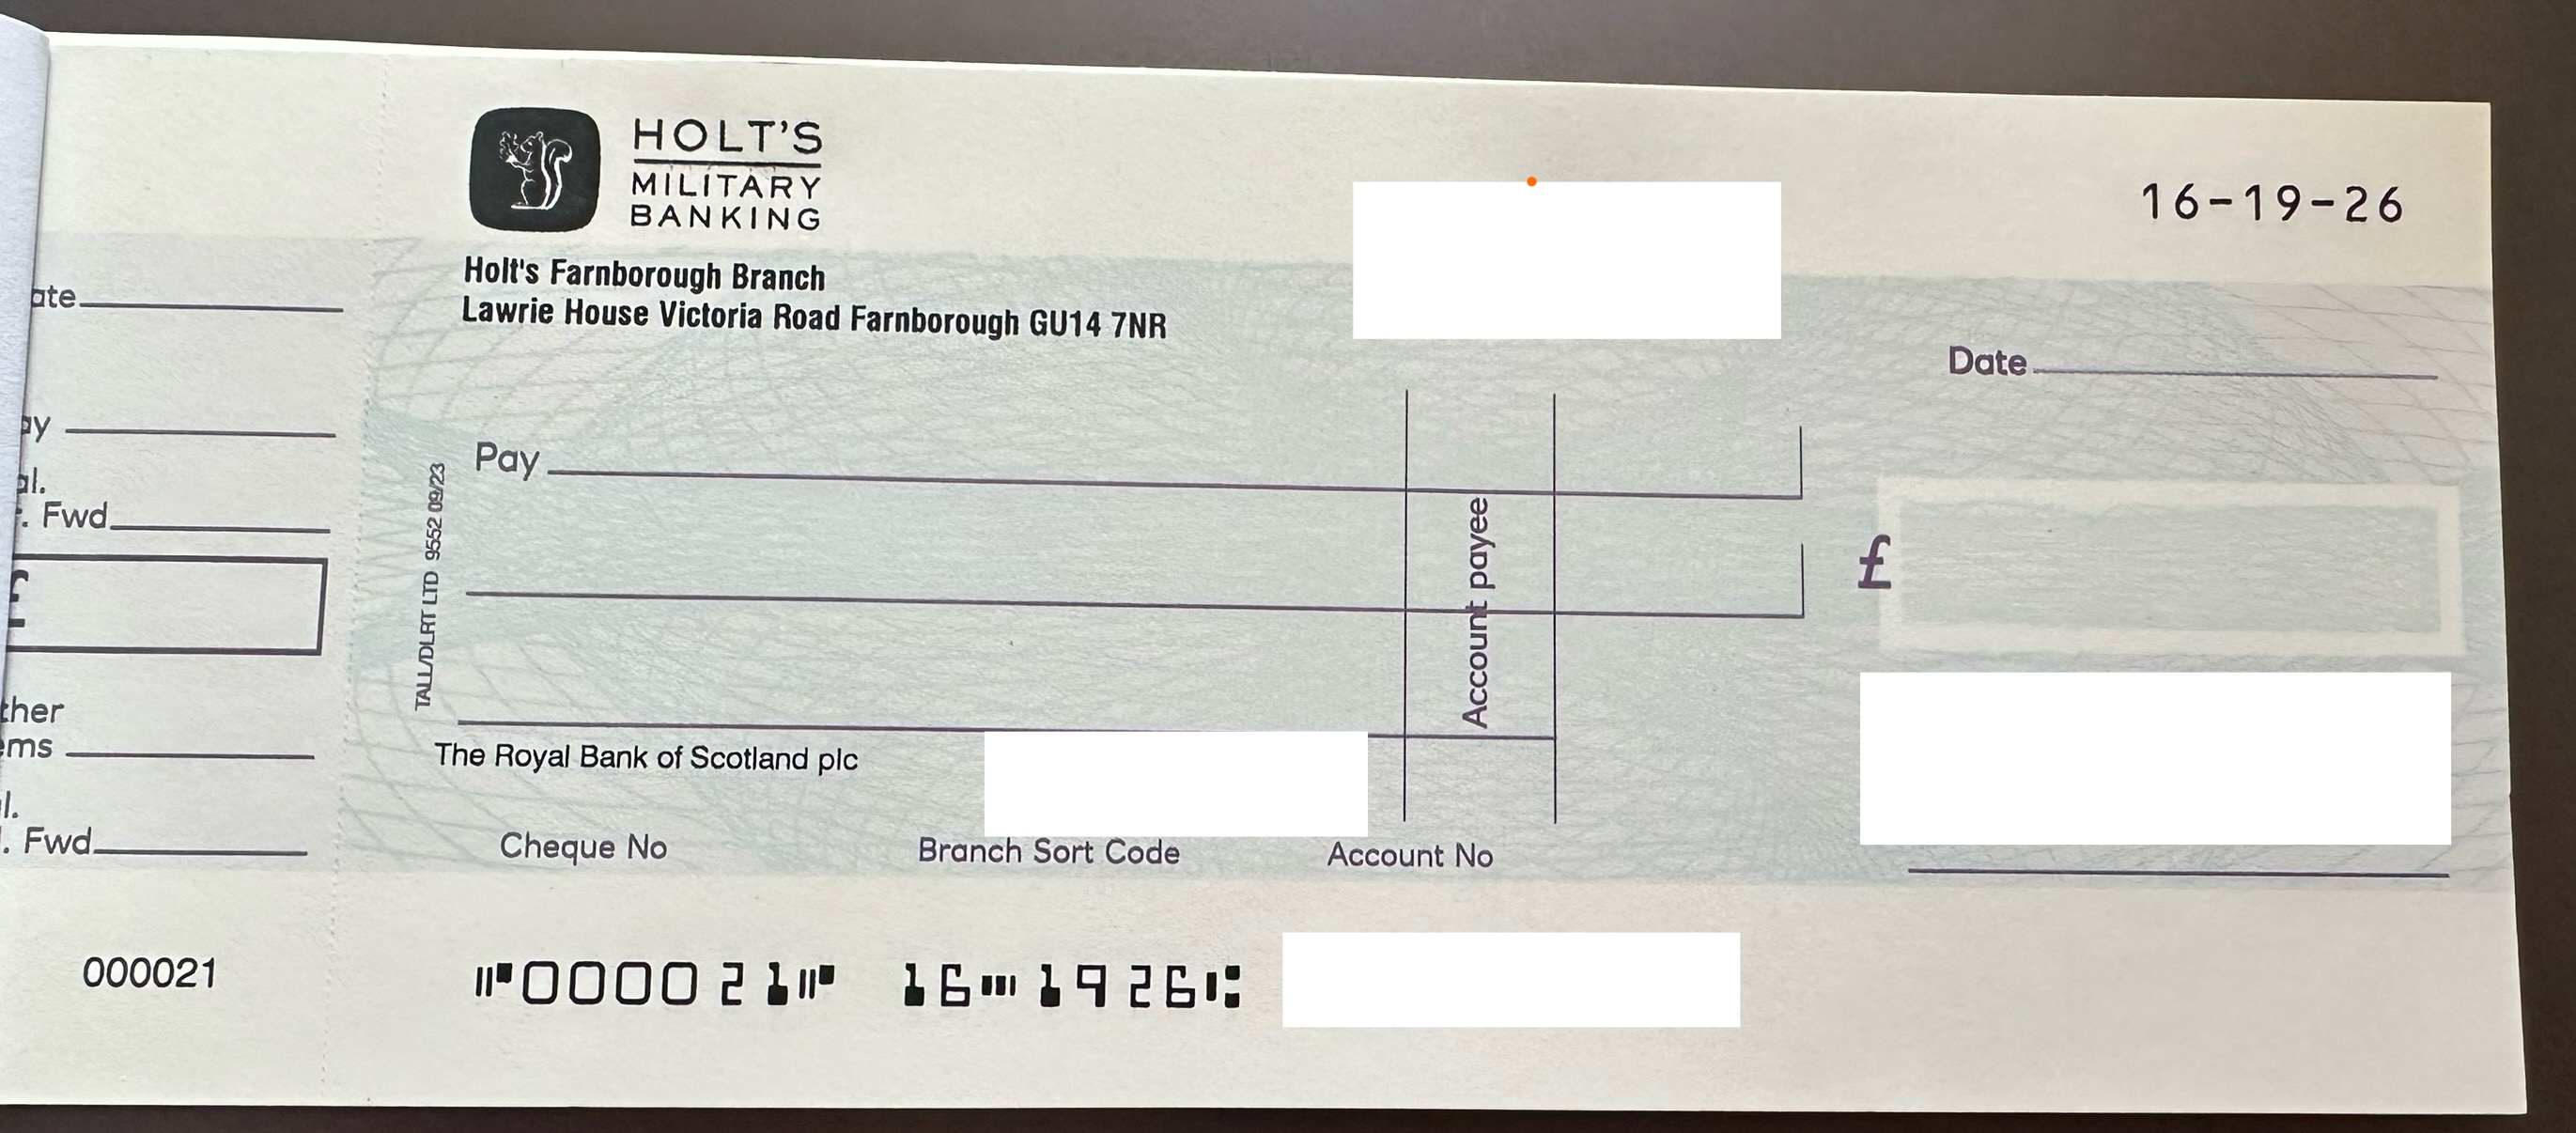 HOLT'S
MILITARY
BANKING
16-19-26
Holt's Farnborough Branch
Lawrie House Victoria Road Farnborough GU14 7NR
ate
Date
ay
Pay
al.
. Fwd
£
£
Account payee
TALL/DLRT LTD 9552 09/23
ther
ems
The Royal Bank of Scotland plc
l.
. Fwd
Cheque No
Branch Sort Code
Account No
000021
⑈000021⑈ 16⑉1926⑆